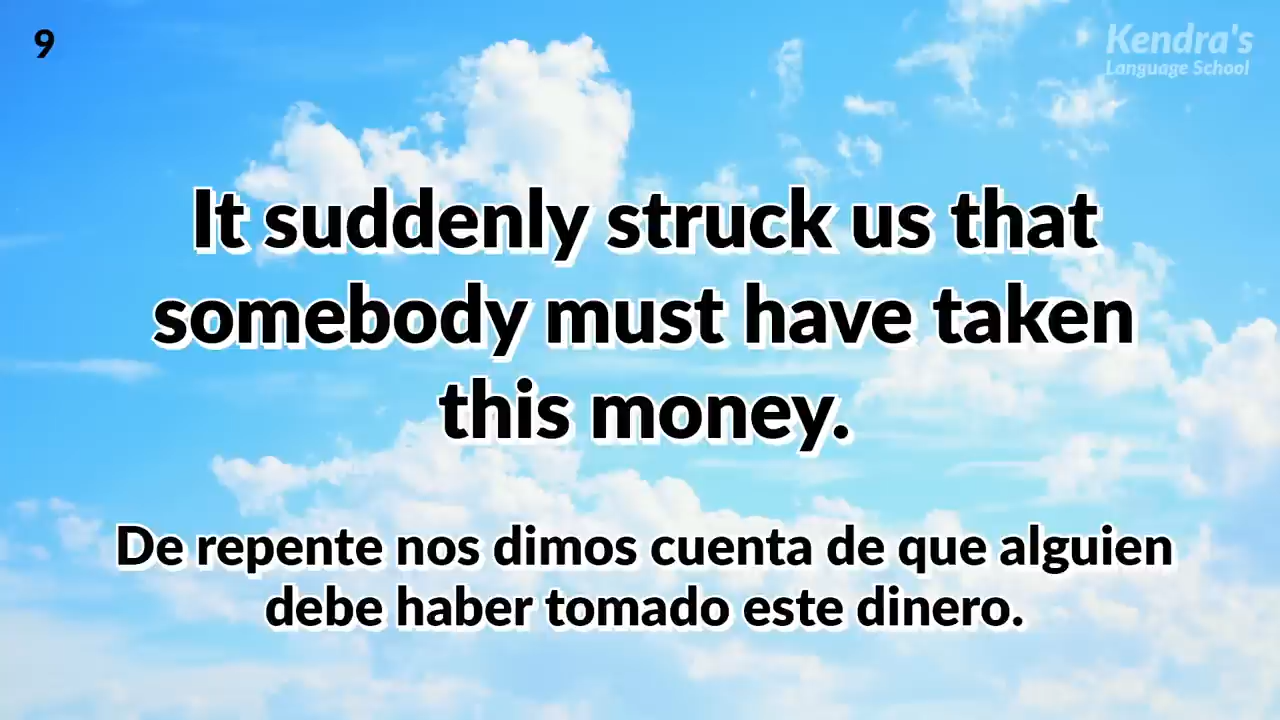 9
Kendra's
Language School
It suddenly struck us that
somebody must have taken
this money.
De repente nos dimos cuenta de que alguien
debe haber tomado este dinero.